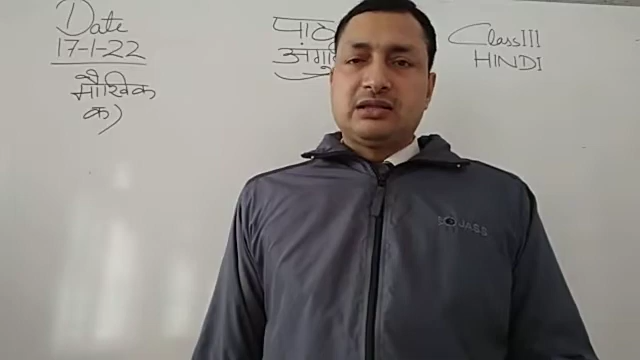 Date
17-1-22
मौखिक
क)
पाठ
Class III
HINDI